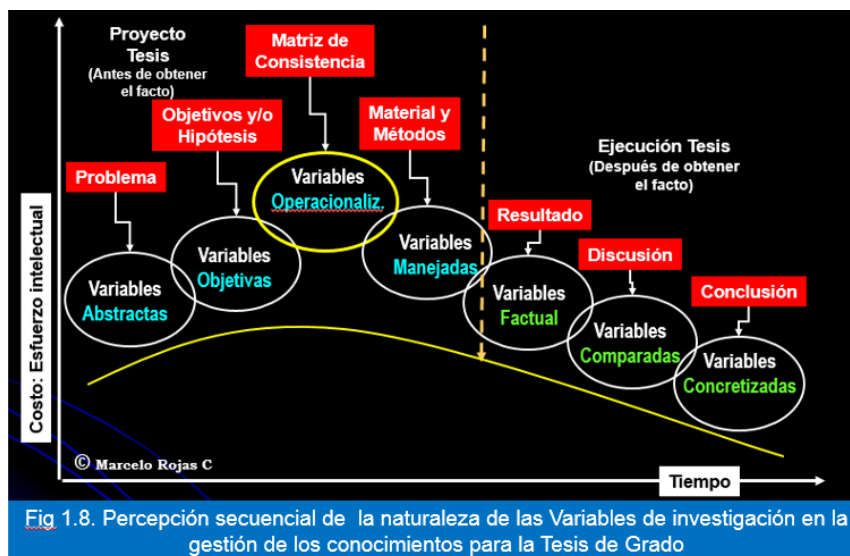 Proyecto
Tesis
(Antes de obtener
el facto)
Matriz de
Consistencia
Objetivos y/o
Hipótesis
Material y
Métodos
Problema
Ejecución Tesis
(Después de obtener
el facto)
Variables
Operacionaliz.
Resultado
Variables
Objetivas
Variables
Manejadas
Discusión
Variables
Abstractas
Variables
Factual
Conclusión
Variables
Comparadas
Variables
Concretizadas
Costo: Esfuerzo intelectual
© Marcelo Rojas C
Tiempo
Fig 1.8. Percepción secuencial de la naturaleza de las Variables de investigación en la
gestión de los conocimientos para la Tesis de Grado